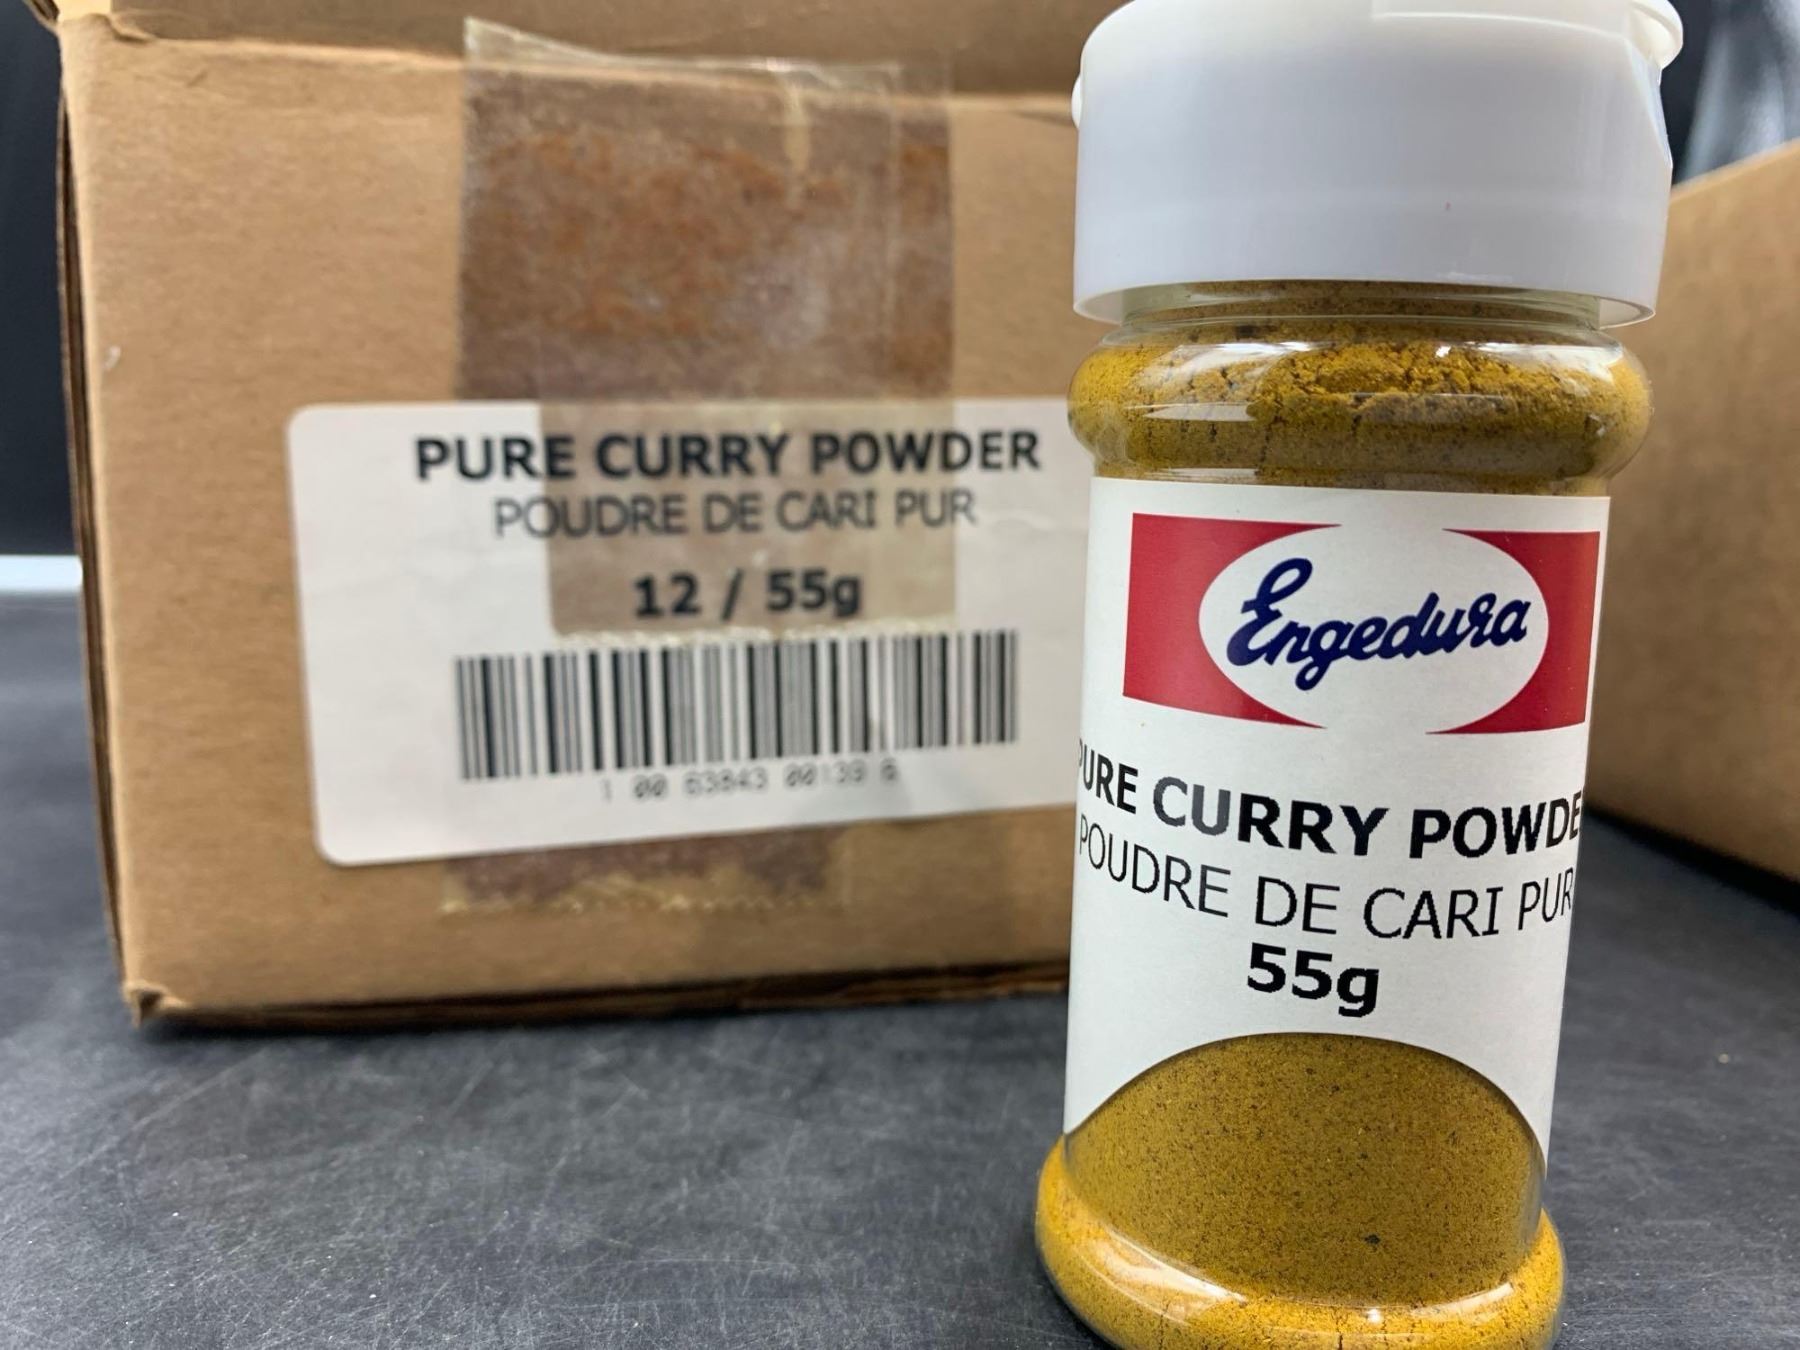 PURE CURRY POWDER
POUDRE DE CARI PUR
12 / 55g
1 00 63843 00139 6
Engedura
PURE CURRY POWDE
POUDRE DE CARI PUR
55g